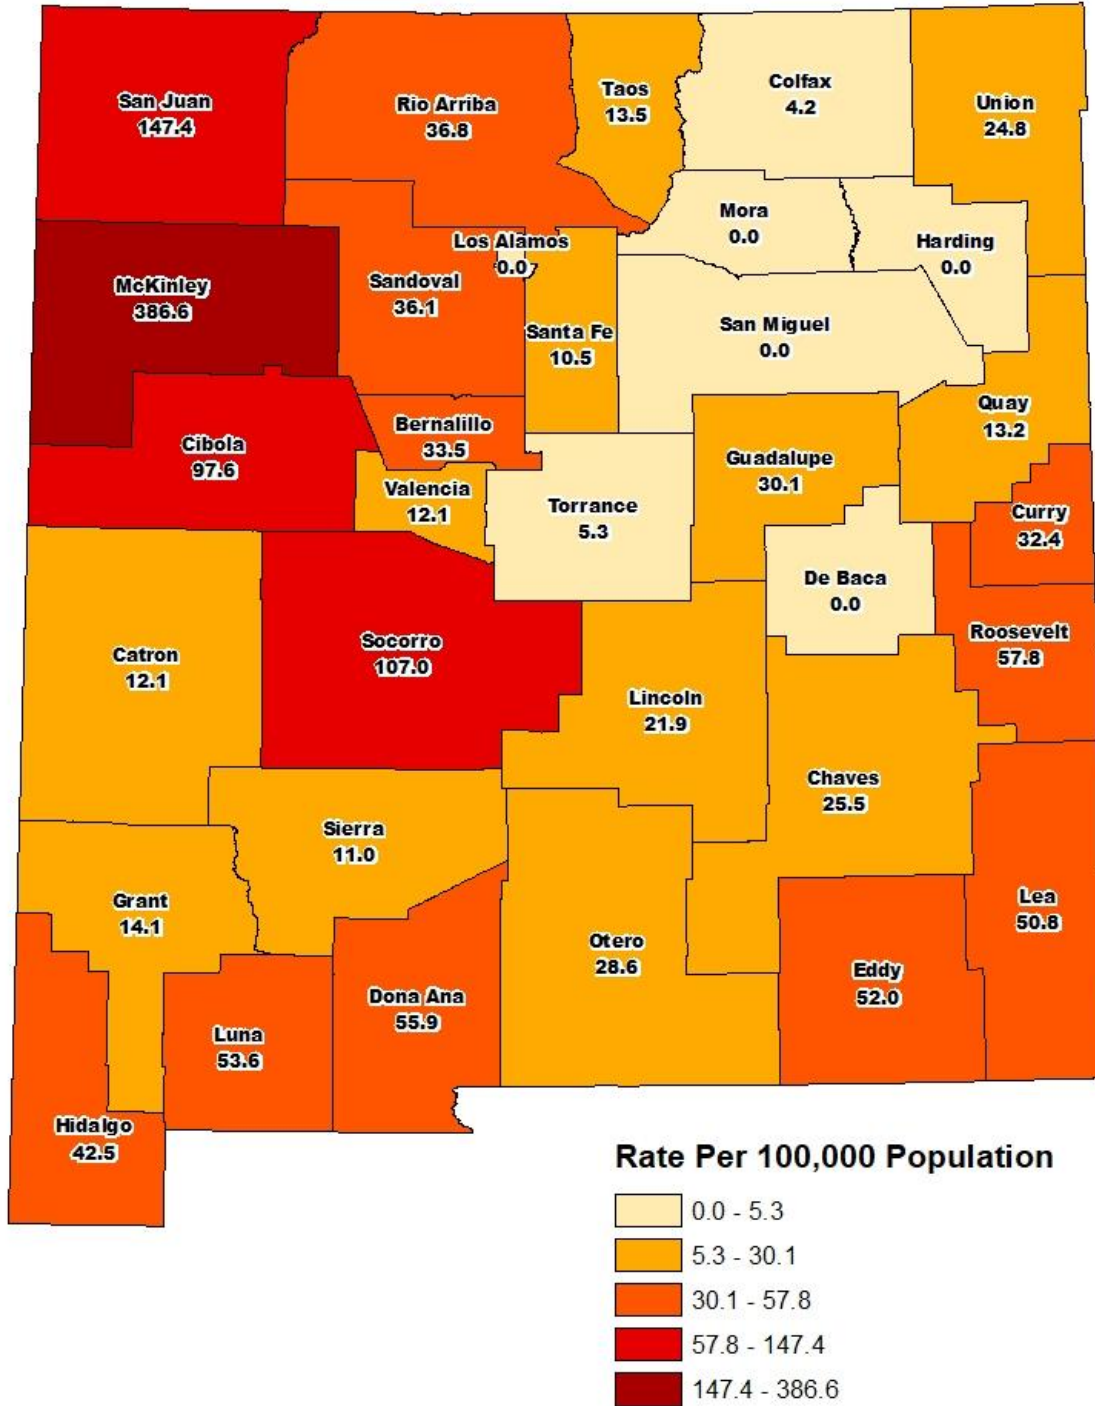 San Juan
147.4
Rio Arriba
36.8
Taos
13.5
Colfax
4.2
Union
24.8
Mora
0.0
Harding
0.0
Los Alamos
0.0
McKinley
386.6
Sandoval
36.1
Santa Fe
10.5
San Miguel
0.0
Quay
13.2
Cibola
97.6
Bernalillo
33.5
Guadalupe
30.1
Valencia
12.1
Torrance
5.3
Curry
32.4
De Baca
0.0
Roosevelt
57.8
Catron
12.1
Socorro
107.0
Lincoln
21.9
Chaves
25.5
Sierra
11.0
Grant
14.1
Otero
28.6
Lea
50.8
Eddy
52.0
Dona Ana
55.9
Luna
53.6
Hidalgo
42.5
Rate Per 100,000 Population
0.0 - 5.3
5.3 - 30.1
30.1 - 57.8
57.8 - 147.4
147.4 - 386.6